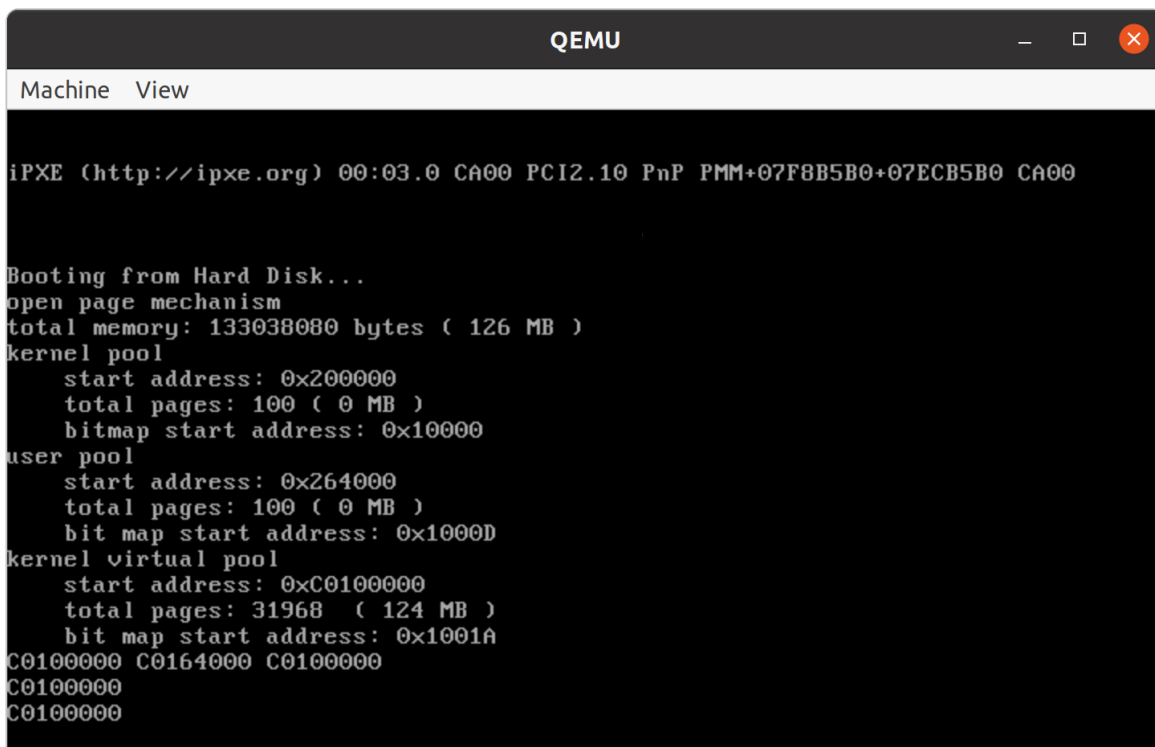 QEMU
Machine View
iPXE (http://ipxe.org) 00:03.0 CA00 PCI2.10 PnP PMM+07F8B5B0+07ECB5B0 CA00
Booting from Hard Disk...
open page mechanism
total memory: 133038080 bytes ( 126 MB )
kernel pool
    start address: 0x200000
    total pages: 100 ( 0 MB )
    bitmap start address: 0x10000
user pool
    start address: 0x264000
    total pages: 100 ( 0 MB )
    bit map start address: 0x1000D
kernel virtual pool
    start address: 0xC0100000
    total pages: 31968  ( 124 MB )
    bit map start address: 0x1001A
C0100000 C0164000 C0100000
C0100000
C0100000